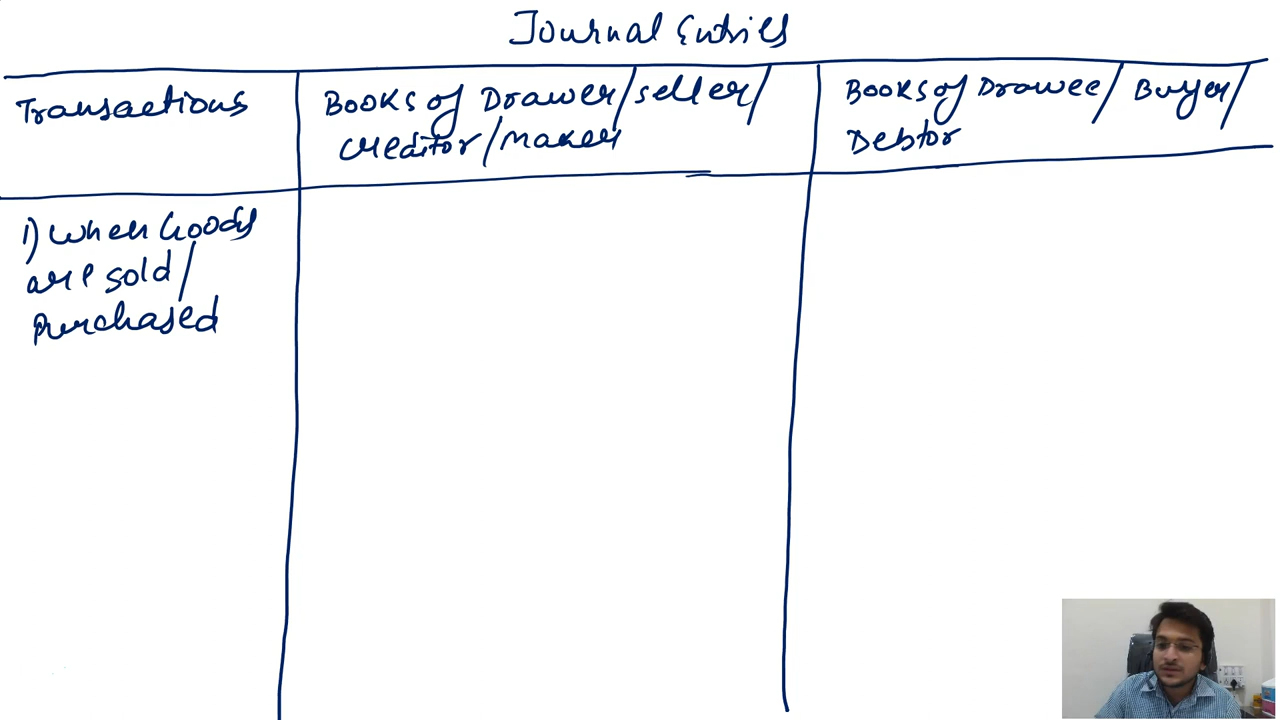 Journal Entries
Transactions
Books of Drawer/seller/
creditor/maker
Books of Drawee/ Buyer/
Debtor
1) when Goods
are sold/
Purchased